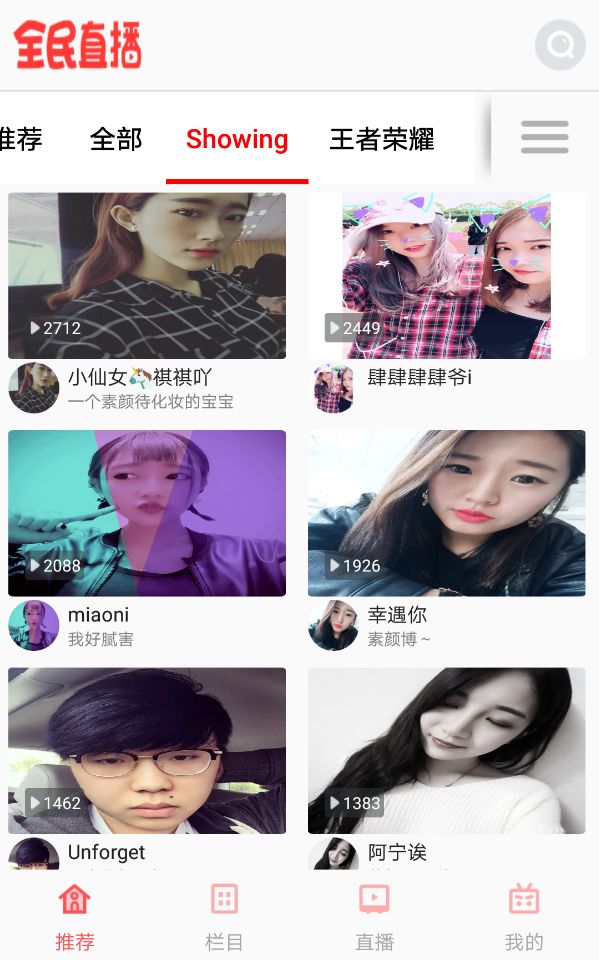 全民直播
推荐 全部 Showing 王者荣耀
2712 2449
小仙女🦄祺祺吖 肆肆肆肆爷i
一个素颜待化妆的宝宝
2088 1926
miaoni 幸遇你
我好腻害 素颜博～
1462 1383
Unforget 阿宁诶
推荐 栏目 直播 我的